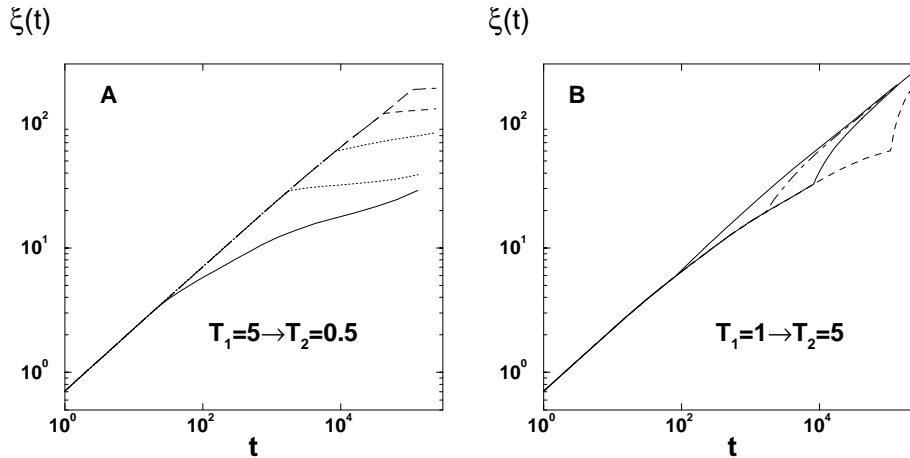 ξ(t)
ξ(t)
A
B
10²
10²
10¹
10¹
10⁰
10⁰
T₁=5→T₂=0.5
T₁=1→T₂=5
10⁰ 10² 10⁴
10⁰ 10² 10⁴
t
t